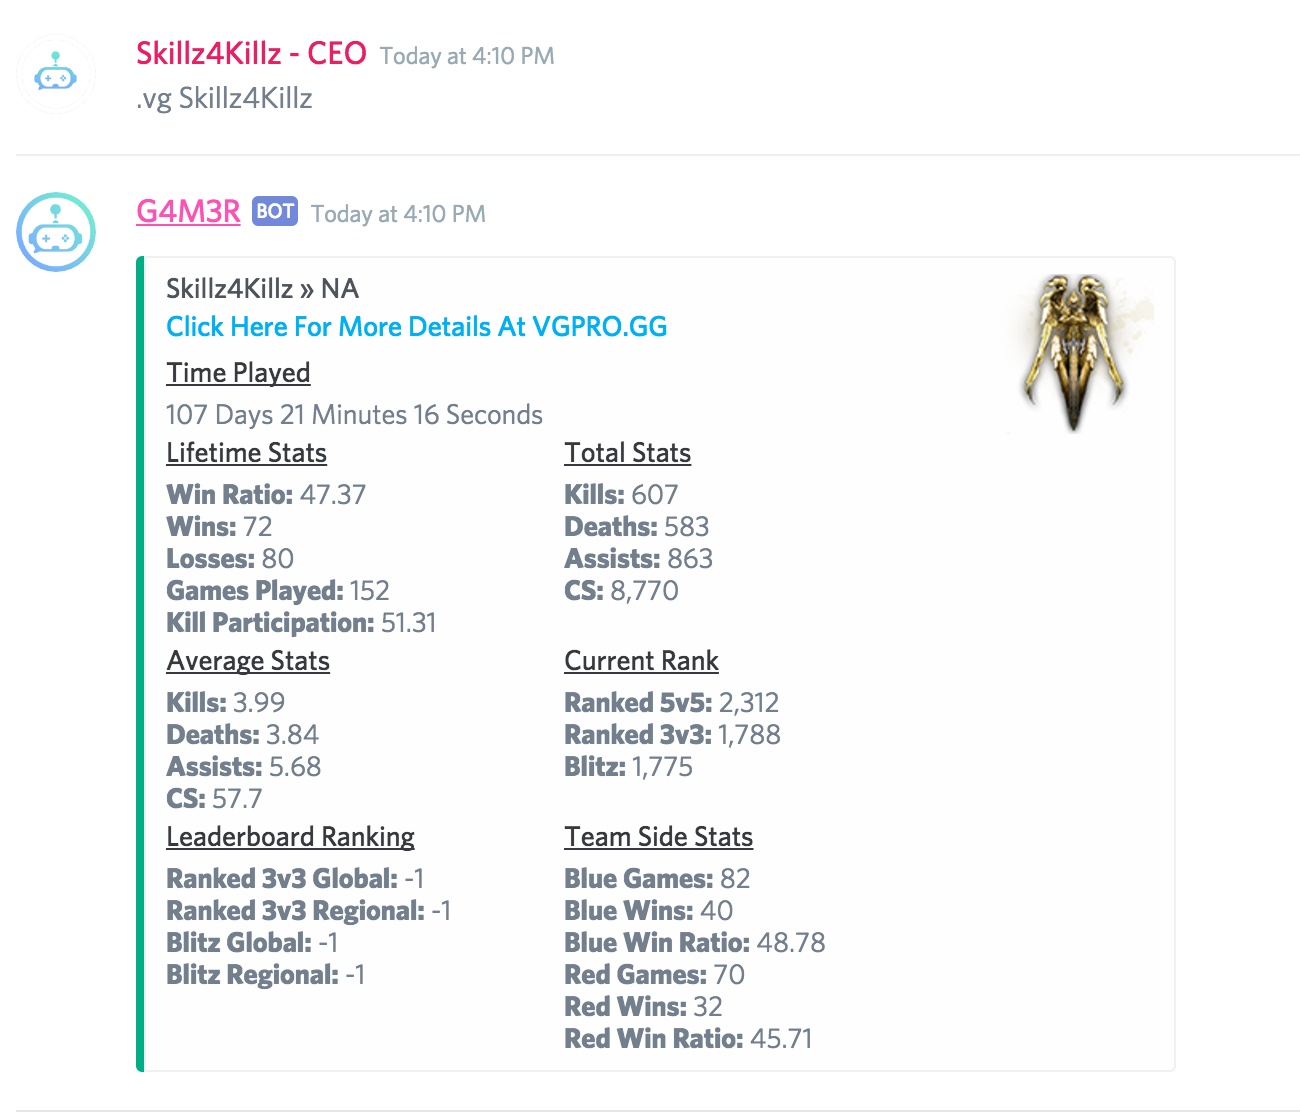 Skillz4Killz - CEO Today at 4:10 PM
.vg Skillz4Killz
G4M3R BOT Today at 4:10 PM
Skillz4Killz » NA
Click Here For More Details At VGPRO.GG
Time Played
107 Days 21 Minutes 16 Seconds
Lifetime Stats
Win Ratio: 47.37
Wins: 72
Losses: 80
Games Played: 152
Kill Participation: 51.31
Total Stats
Kills: 607
Deaths: 583
Assists: 863
CS: 8,770
Average Stats
Kills: 3.99
Deaths: 3.84
Assists: 5.68
CS: 57.7
Current Rank
Ranked 5v5: 2,312
Ranked 3v3: 1,788
Blitz: 1,775
Leaderboard Ranking
Ranked 3v3 Global: -1
Ranked 3v3 Regional: -1
Blitz Global: -1
Blitz Regional: -1
Team Side Stats
Blue Games: 82
Blue Wins: 40
Blue Win Ratio: 48.78
Red Games: 70
Red Wins: 32
Red Win Ratio: 45.71